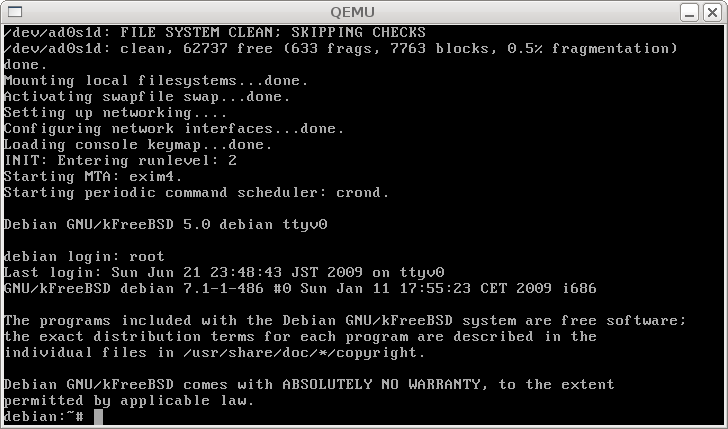 QEMU
/dev/ad0s1d: FILE SYSTEM CLEAN; SKIPPING CHECKS
/dev/ad0s1d: clean, 62737 free (633 frags, 7763 blocks, 0.5% fragmentation)
done.
Mounting local filesystems...done.
Activating swapfile swap...done.
Setting up networking....
Configuring network interfaces...done.
Loading console keymap...done.
INIT: Entering runlevel: 2
Starting MTA: exim4.
Starting periodic command scheduler: crond.
Debian GNU/kFreeBSD 5.0 debian ttyv0
debian login: root
Last login: Sun Jun 21 23:48:43 JST 2009 on ttyv0
GNU/kFreeBSD debian 7.1-1-486 #0 Sun Jan 11 17:55:23 CET 2009 i686
The programs included with the Debian GNU/kFreeBSD system are free software;
the exact distribution terms for each program are described in the
individual files in /usr/share/doc/*/copyright.
Debian GNU/kFreeBSD comes with ABSOLUTELY NO WARRANTY, to the extent
permitted by applicable law.
debian:~#